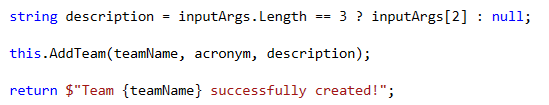 string description = inputArgs.Length == 3 ? inputArgs[2] : null;
this.AddTeam(teamName, acronym, description);
return $"Team {teamName} successfully created!";